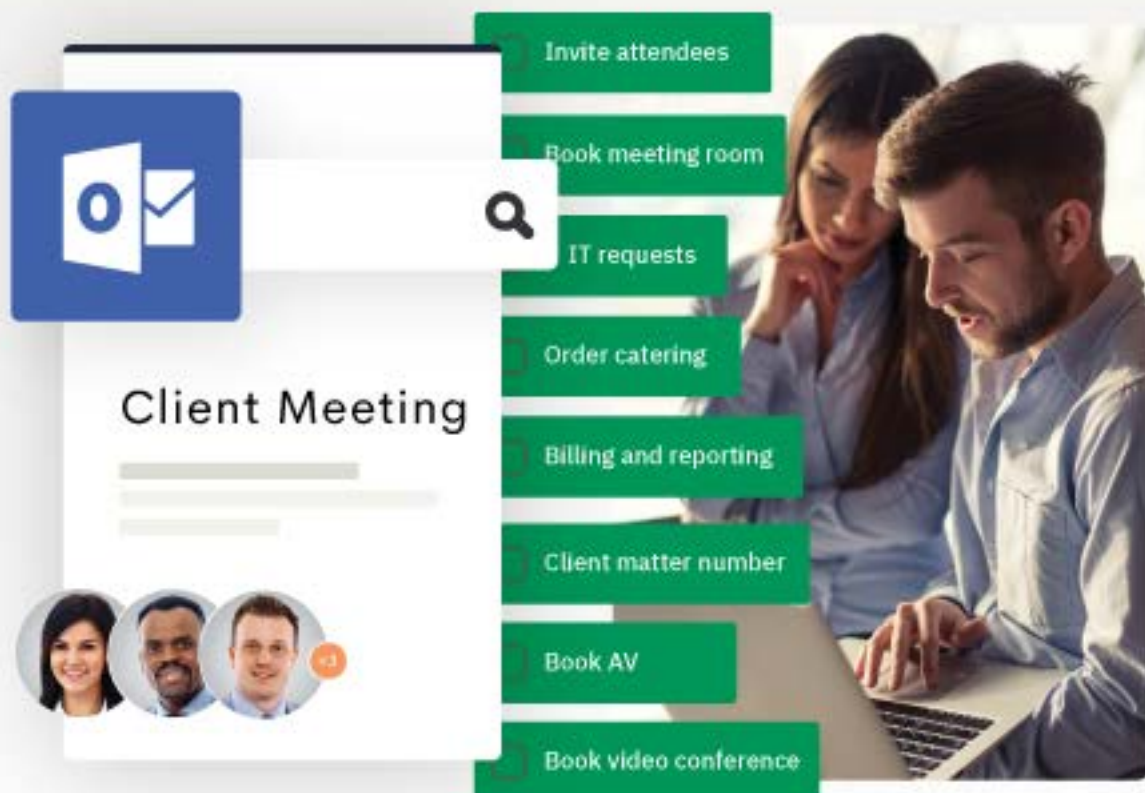 Invite attendees
Book meeting room
IT requests
Client Meeting
Order catering
Billing and reporting
Client matter number
+3
Book AV
Book video conference